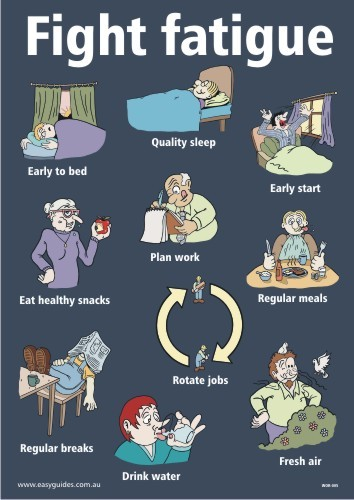 Fight fatigue
Early to bed
Quality sleep
Early start
Eat healthy snacks
Plan work
Regular meals
Rotate jobs
Regular breaks
Drink water
Fresh air
www.easyguides.com.au